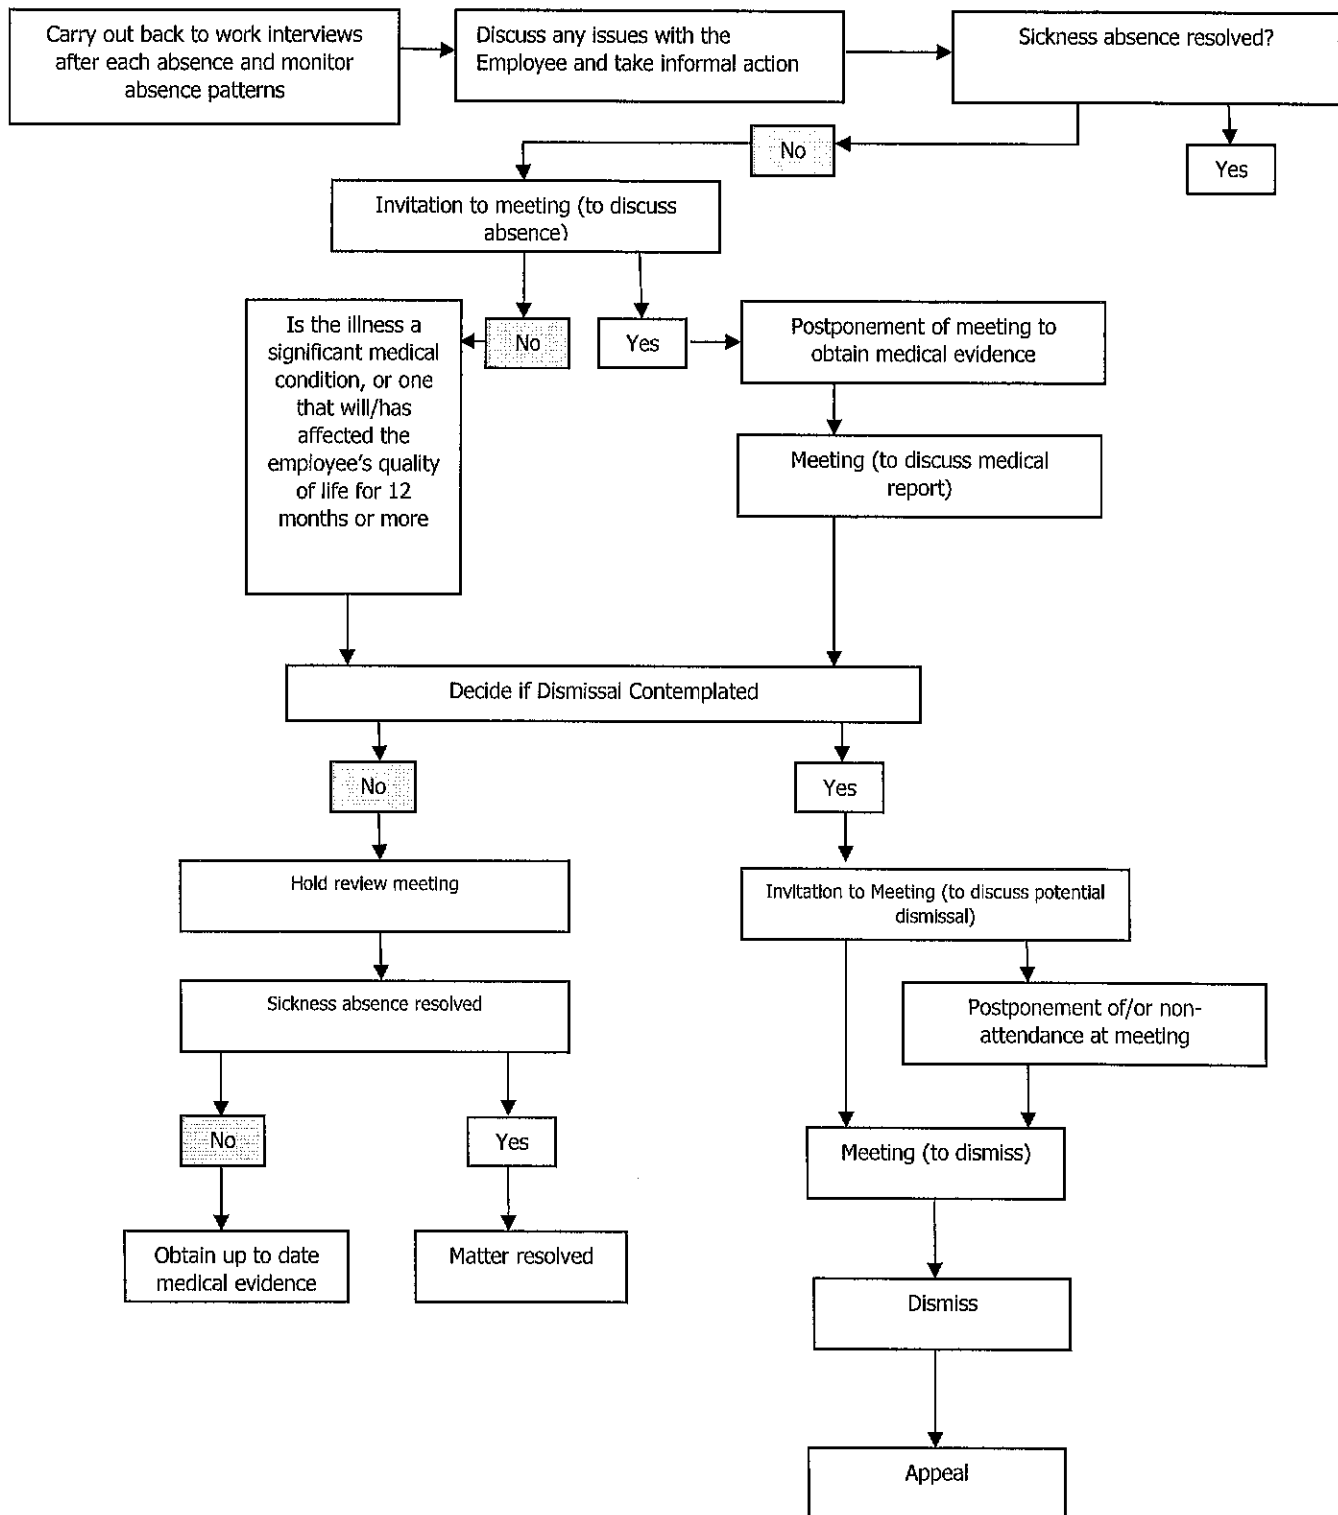 Carry out back to work interviews
after each absence and monitor
absence patterns
Discuss any issues with the
Employee and take informal action
Sickness absence resolved?
No
Yes
Invitation to meeting (to discuss
absence)
Is the illness a
significant medical
condition, or one
that will/has
affected the
employee's quality
of life for 12
months or more
No
Yes
Postponement of meeting to
obtain medical evidence
Meeting (to discuss medical
report)
Decide if Dismissal Contemplated
No
Yes
Hold review meeting
Invitation to Meeting (to discuss potential
dismissal)
Sickness absence resolved
Postponement of/or non-
attendance at meeting
No
Yes
Meeting (to dismiss)
Obtain up to date
medical evidence
Matter resolved
Dismiss
Appeal